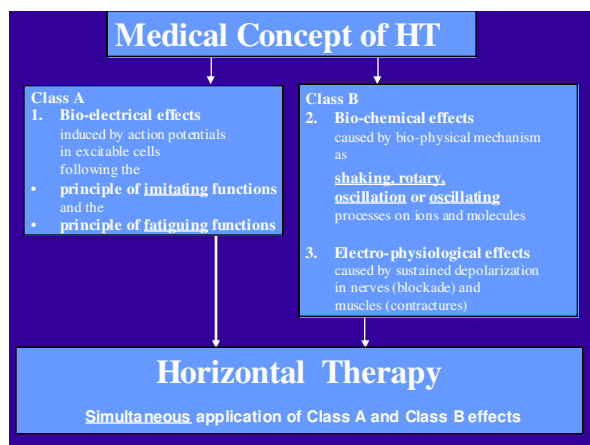 Medical Concept of HT
Class A
1. Bio-electrical effects
induced by action potentials
in excitable cells
following the
• principle of imitating functions
and the
• principle of fatiguing functions
Class B
2. Bio-chemical effects
caused by bio-physical mechanism
as
shaking, rotary,
oscillation or oscillating
processes on ions and molecules
3. Electro-physiological effects
caused by sustained depolarization
in nerves (blockade) and
muscles (contractures)
Horizontal Therapy
Simultaneous application of Class A and Class B effects